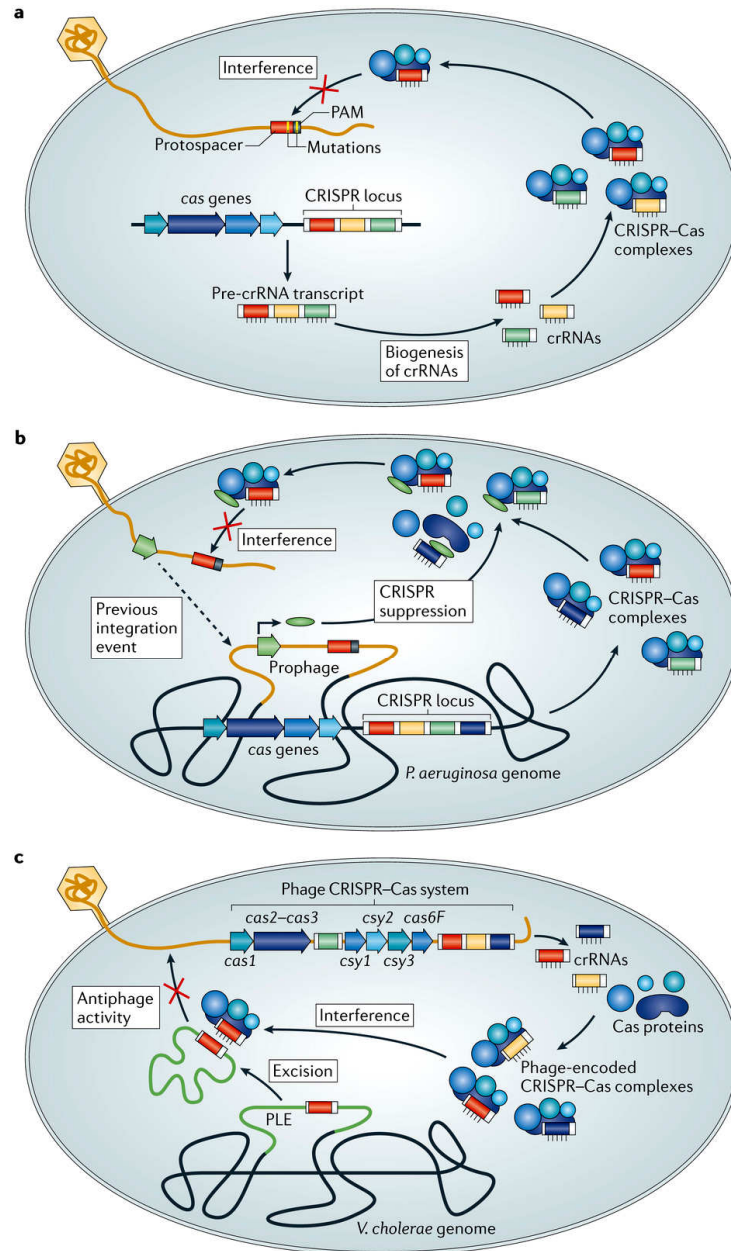 a
Interference
PAM
Protospacer
Mutations
cas genes
CRISPR locus
CRISPR–Cas
complexes
Pre-crRNA transcript
crRNAs
Biogenesis
of crRNAs
b
Interference
Previous
integration
event
CRISPR
suppression
CRISPR–Cas
complexes
Prophage
CRISPR locus
cas genes
P. aeruginosa genome
c
Phage CRISPR–Cas system
cas2–cas3
csy2
cas6F
cas1
csy1
csy3
crRNAs
Antiphage
activity
Interference
Cas proteins
Excision
Phage-encoded
CRISPR–Cas complexes
PLE
V. cholerae genome